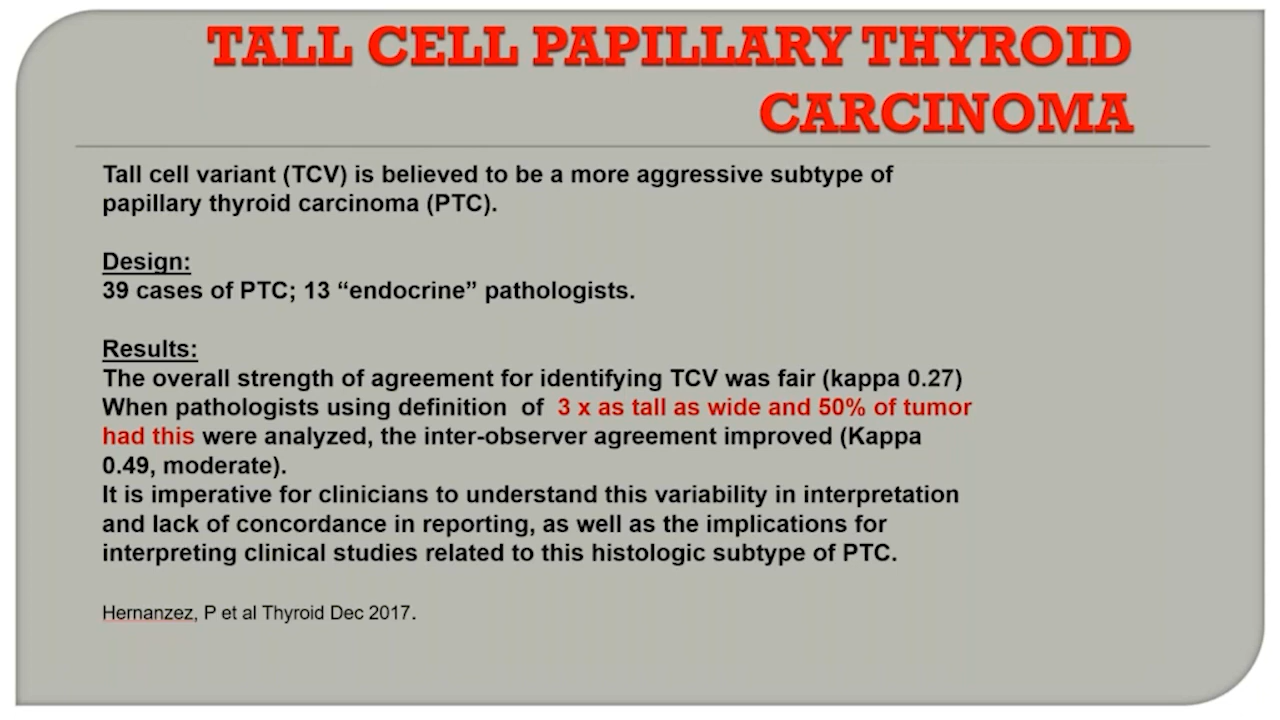 TALL CELL PAPILLARY THYROID
CARCINOMA
Tall cell variant (TCV) is believed to be a more aggressive subtype of
papillary thyroid carcinoma (PTC).
Design:
39 cases of PTC; 13 “endocrine” pathologists.
Results:
The overall strength of agreement for identifying TCV was fair (kappa 0.27)
When pathologists using definition of 3 x as tall as wide and 50% of tumor
had this were analyzed, the inter-observer agreement improved (Kappa
0.49, moderate).
It is imperative for clinicians to understand this variability in interpretation
and lack of concordance in reporting, as well as the implications for
interpreting clinical studies related to this histologic subtype of PTC.
Hernanzez, P et al Thyroid Dec 2017.